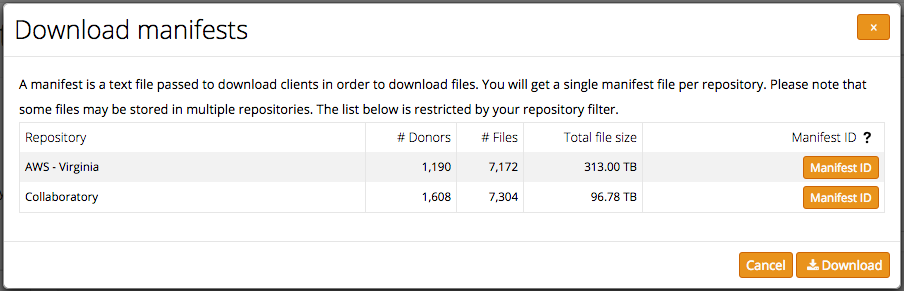 Download manifests
x
A manifest is a text file passed to download clients in order to download files. You will get a single manifest file per repository. Please note that
some files may be stored in multiple repositories. The list below is restricted by your repository filter.
Repository # Donors # Files Total file size Manifest ID ?
AWS - Virginia 1,190 7,172 313.00 TB Manifest ID
Collaboratory 1,608 7,304 96.78 TB Manifest ID
Cancel Download